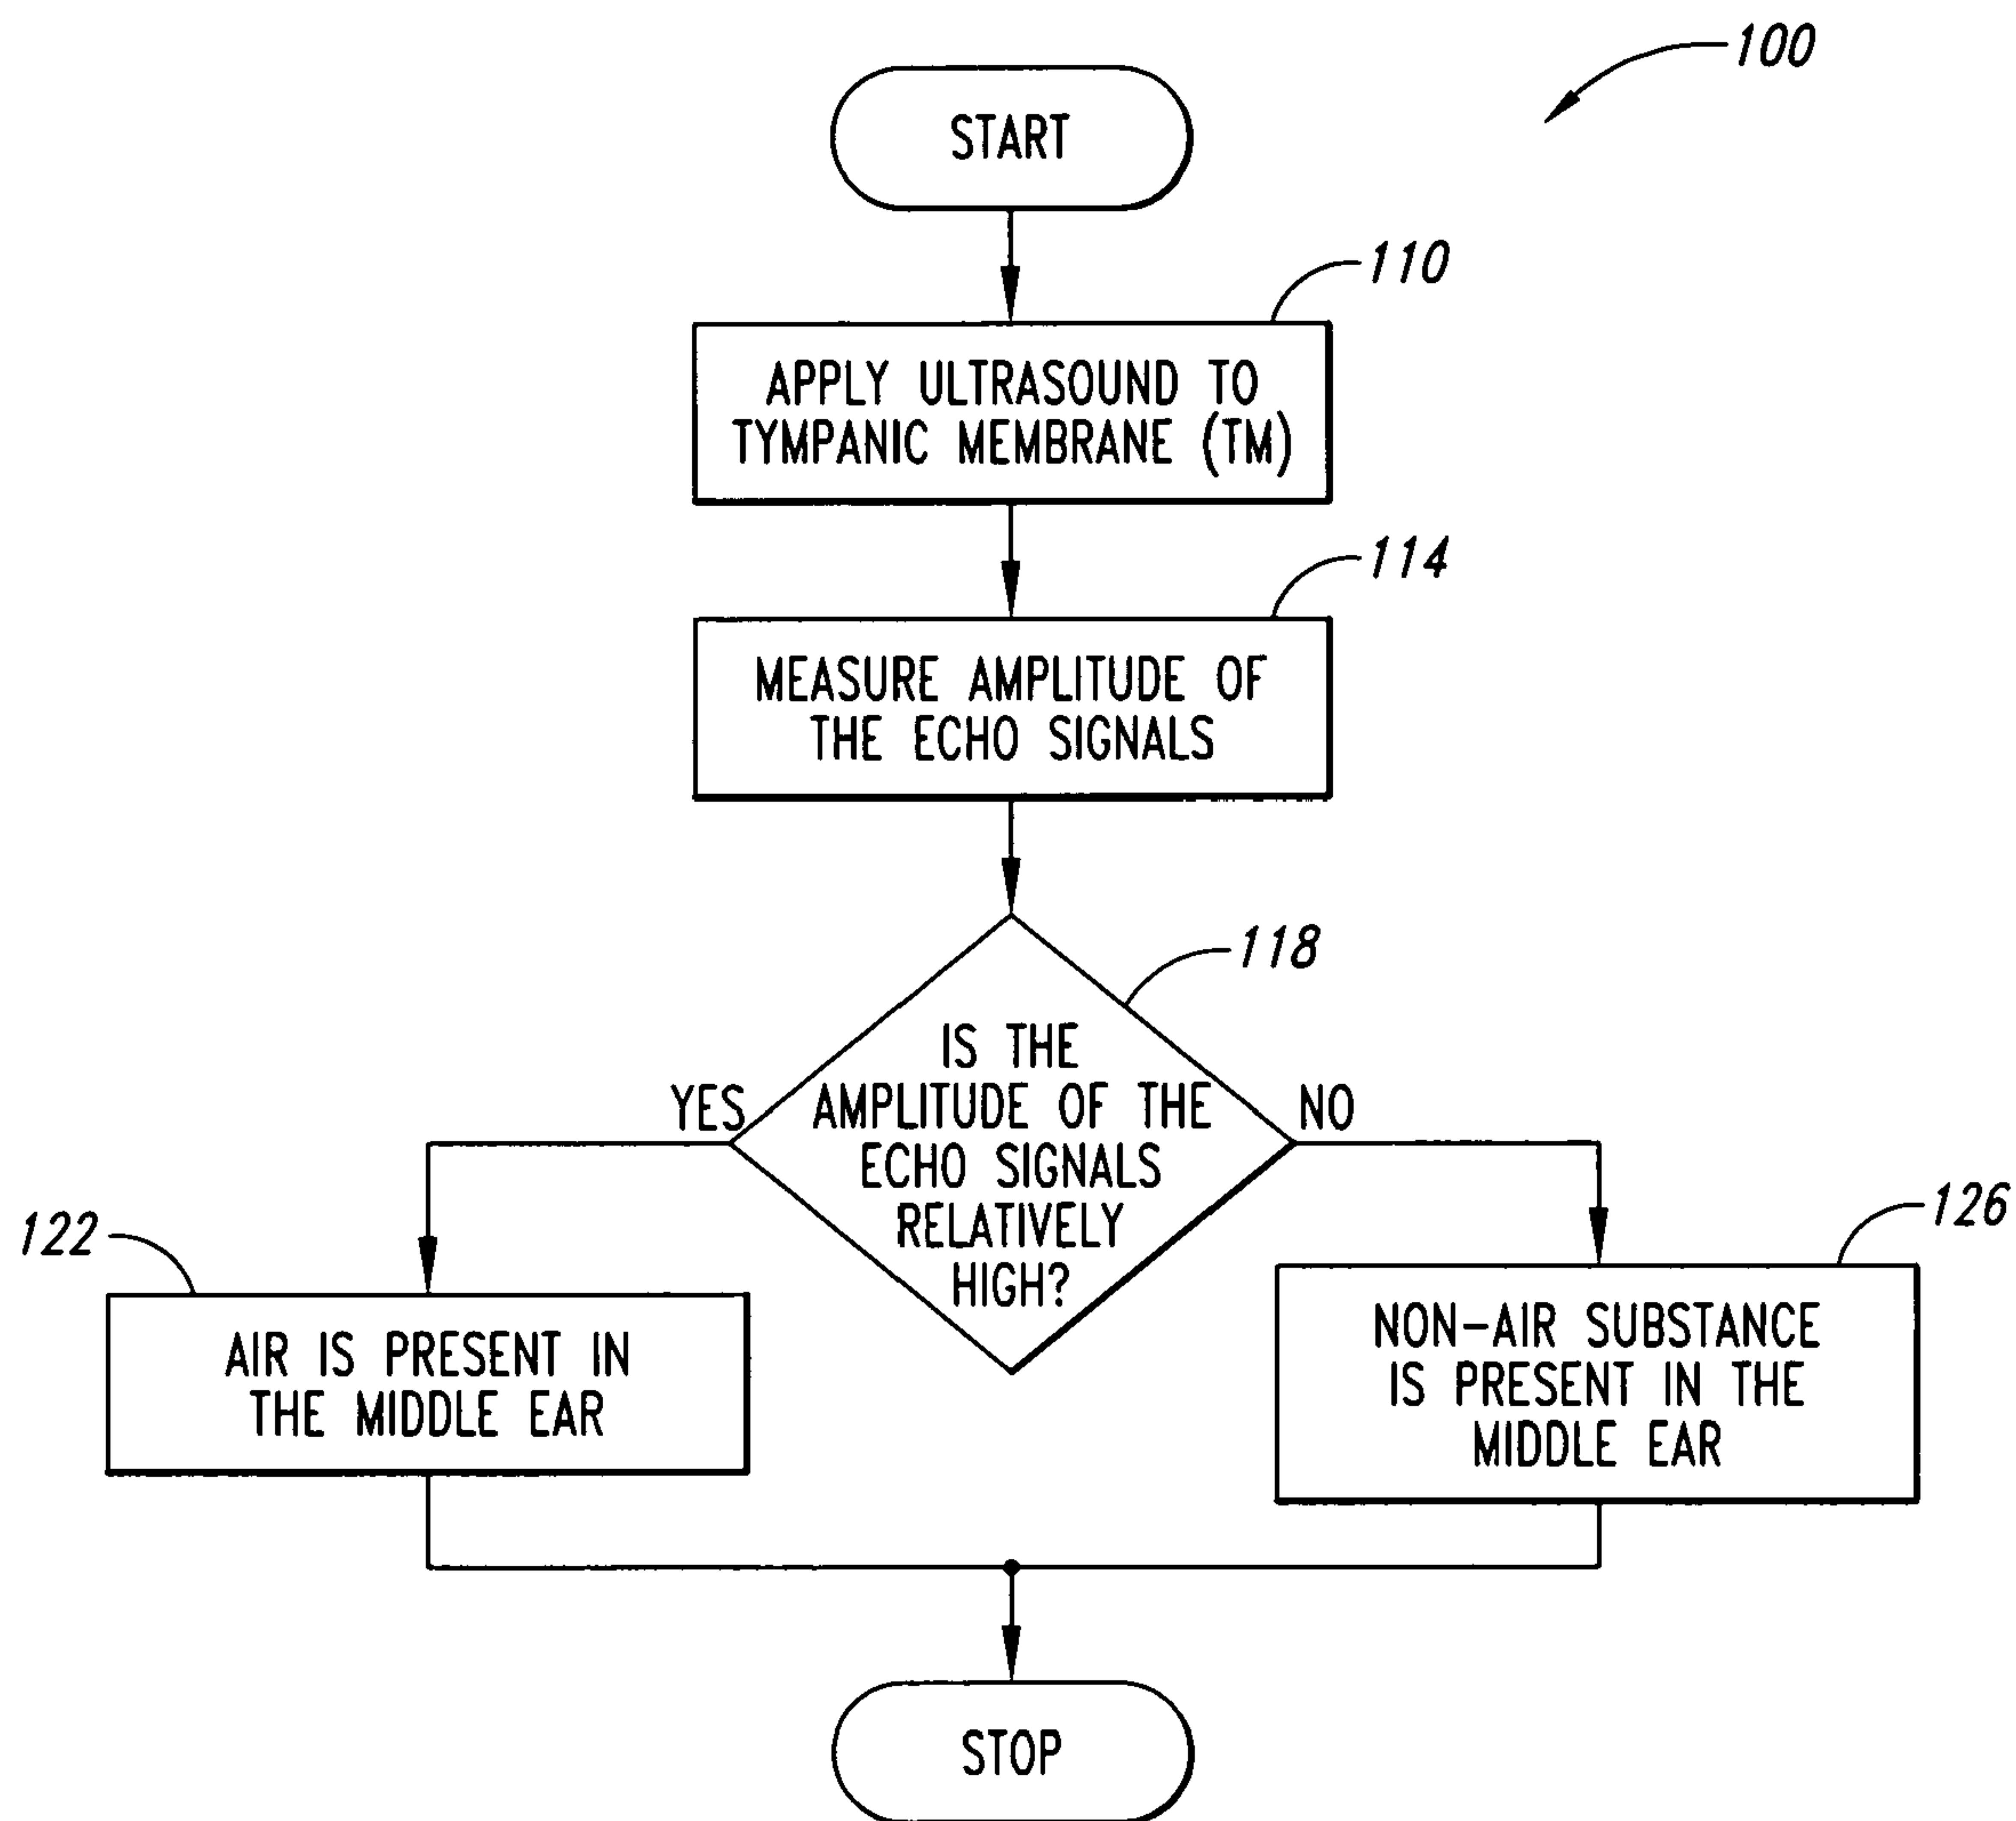 100
START
110
APPLY ULTRASOUND TO
TYMPANIC MEMBRANE (TM)
114
MEASURE AMPLITUDE OF
THE ECHO SIGNALS
118
IS THE
AMPLITUDE OF THE
ECHO SIGNALS
RELATIVELY
HIGH?
YES
NO
122
AIR IS PRESENT IN
THE MIDDLE EAR
126
NON-AIR SUBSTANCE
IS PRESENT IN THE
MIDDLE EAR
STOP